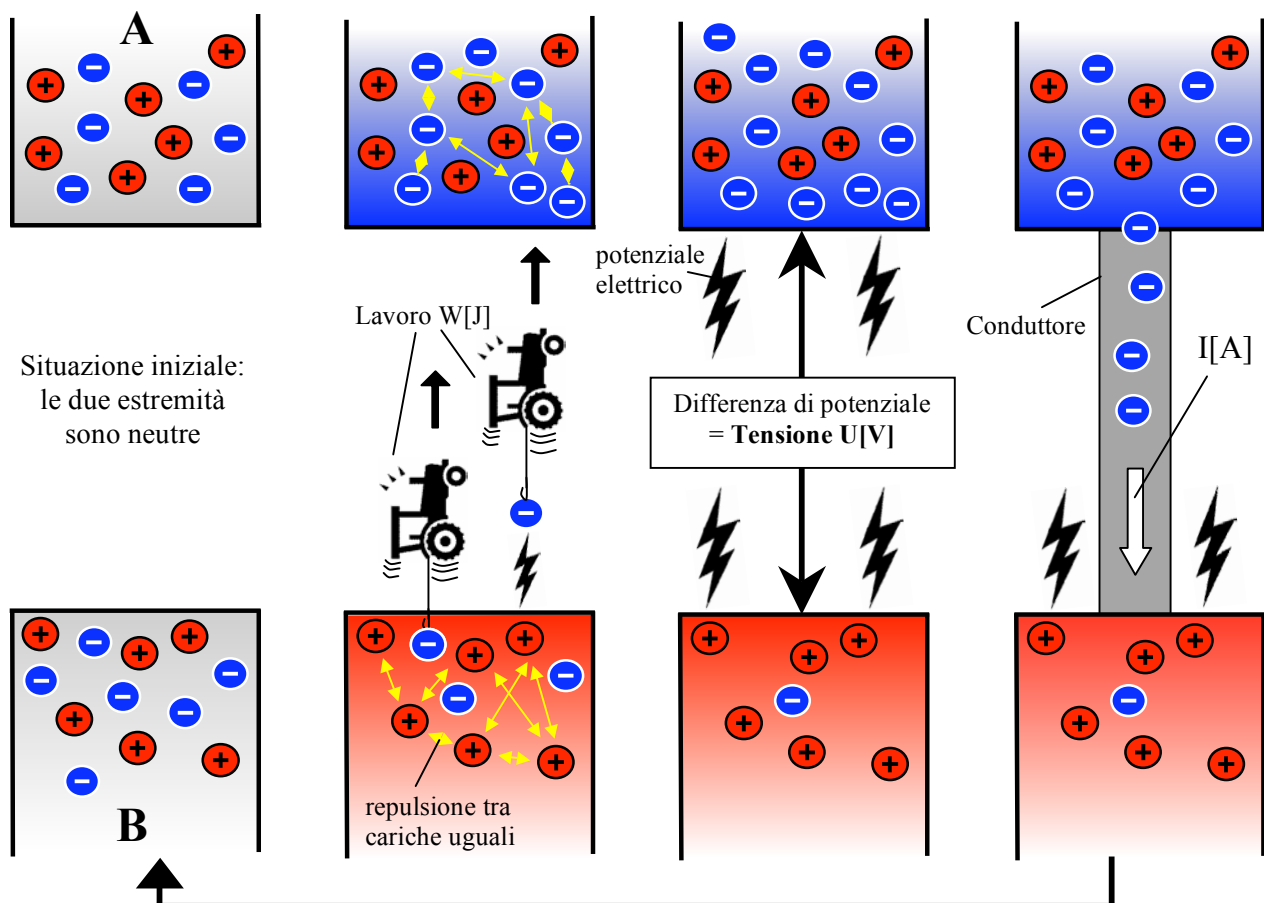 A
Situazione iniziale:
le due estremità
sono neutre
B
Lavoro W[J]
repulsione tra
cariche uguali
potenziale
elettrico
Differenza di potenziale
= Tensione U[V]
Conduttore
I[A]